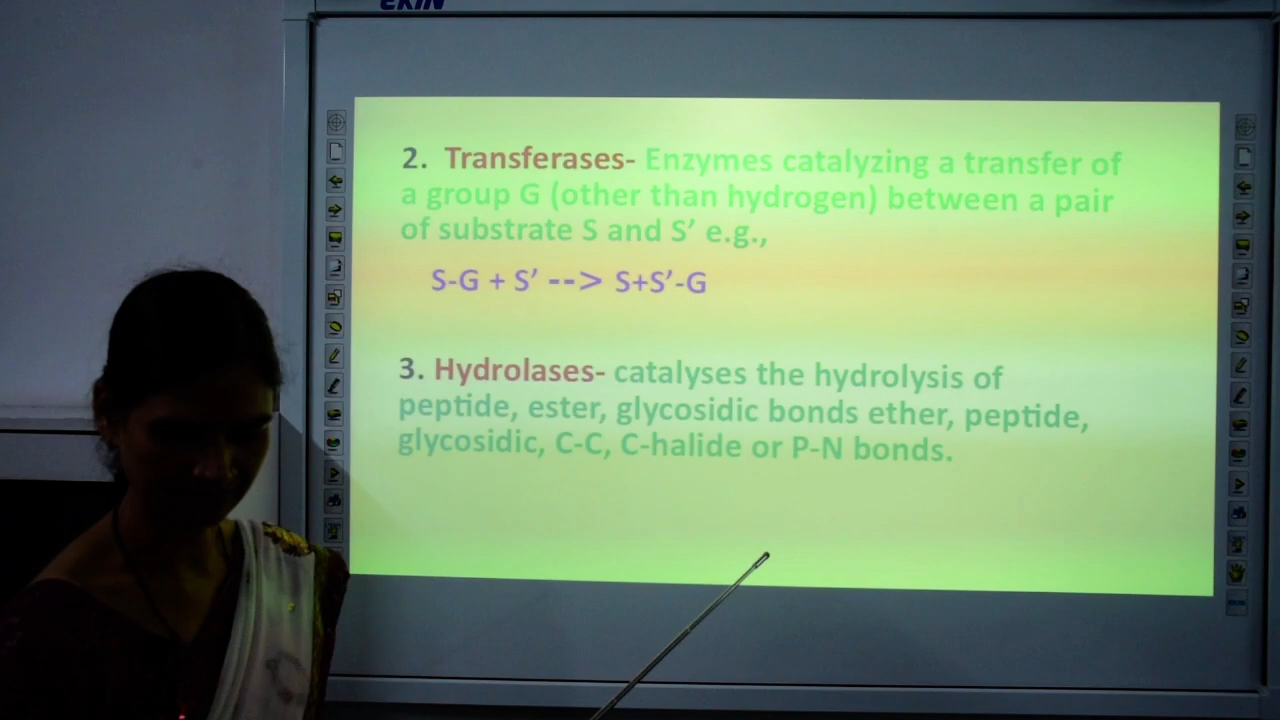 EKIN
2. Transferases- Enzymes catalyzing a transfer of
a group G (other than hydrogen) between a pair
of substrate S and S’ e.g.,
S-G + S’ --> S+S’-G
3. Hydrolases- catalyses the hydrolysis of
peptide, ester, glycosidic bonds ether, peptide,
glycosidic, C-C, C-halide or P-N bonds.